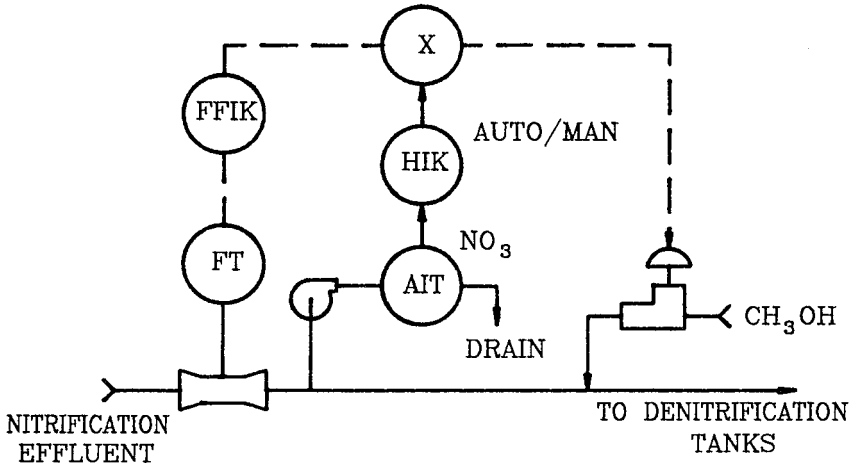 X
FFIK
AUTO/MAN
HIK
NO₃
FT
AIT
CH₃OH
DRAIN
NITRIFICATION
EFFLUENT
TO DENITRIFICATION
TANKS